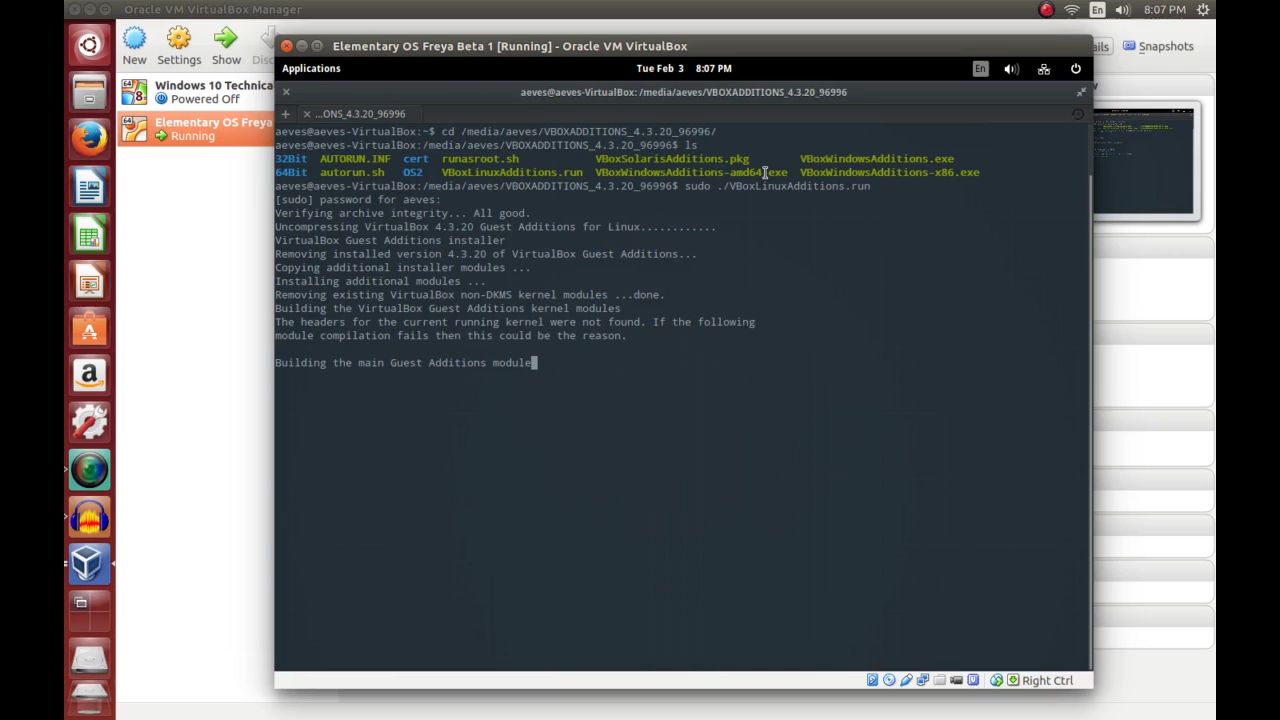 Oracle VM VirtualBox Manager
En
8:07 PM
New
Settings
Show
Disc
ails
Snapshots
Windows 10 Technica
Powered Off
Elementary OS Freya
Running
Elementary OS Freya Beta 1 [Running] - Oracle VM VirtualBox
Applications
Tue Feb 3 8:07 PM
En
aeves@aeves-VirtualBox: /media/aeves/VBOXADDITIONS_4.3.20_96996
...ONS_4.3.20_96996
aeves@aeves-VirtualBox:~$ cd /media/aeves/VBOXADDITIONS_4.3.20_96996/
aeves@aeves-VirtualBox:/media/aeves/VBOXADDITIONS_4.3.20_96996$ ls
32Bit AUTORUN.INF cert runasroot.sh VBoxSolarisAdditions.pkg VBoxWindowsAdditions.exe
64Bit autorun.sh OS2 VBoxLinuxAdditions.run VBoxWindowsAdditions-amd64.exe VBoxWindowsAdditions-x86.exe
aeves@aeves-VirtualBox:/media/aeves/VBOXADDITIONS_4.3.20_96996$ sudo ./VBoxLinuxAdditions.run
[sudo] password for aeves:
Verifying archive integrity... All good.
Uncompressing VirtualBox 4.3.20 Guest Additions for Linux............
VirtualBox Guest Additions installer
Removing installed version 4.3.20 of VirtualBox Guest Additions...
Copying additional installer modules ...
Installing additional modules ...
Removing existing VirtualBox non-DKMS kernel modules ...done.
Building the VirtualBox Guest Additions kernel modules
The headers for the current running kernel were not found. If the following
module compilation fails then this could be the reason.
Building the main Guest Additions module
Right Ctrl